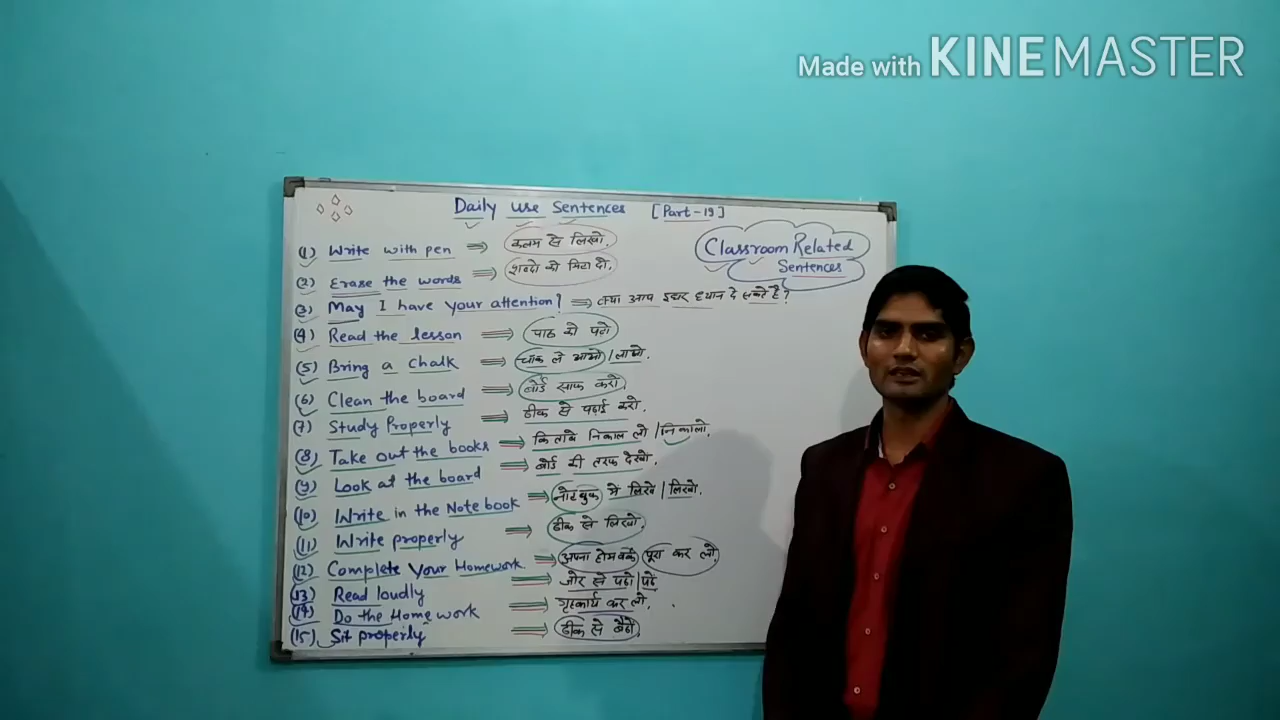 Made with KINEMASTER
Daily use Sentences [Part-19]
Classroom Related
Sentences
(1) Write with pen ⇒ कलम से लिखो.
(2) Erase the words ⇒ शब्दो को मिटा दो.
(3) May I have your attention? ⇒ क्या आप इधर ध्यान दे सकते है?
(4) Read the lesson ⇒ पाठ को पढो
(5) Bring a chalk ⇒ चॉक ले आओ / लाओ.
(6) Clean the board ⇒ बोर्ड साफ करो.
(7) Study Properly ⇒ ठीक से पढ़ाई करो.
(8) Take out the books ⇒ किताबे निकाल लो / निकालो.
(9) Look at the board ⇒ बोर्ड की तरफ देखो.
(10) Write in the Note book ⇒ नोटबुक में लिखे / लिखो.
(11) Write properly ⇒ ठीक से लिखो.
(12) Complete Your Homework. ⇒ अपना होमवर्क पूरा कर लो.
(13) Read loudly ⇒ जोर से पढो / पढे
(14) Do the Home work ⇒ गृहकार्य कर लो.
(15) Sit properly ⇒ ठीक से बैठो.